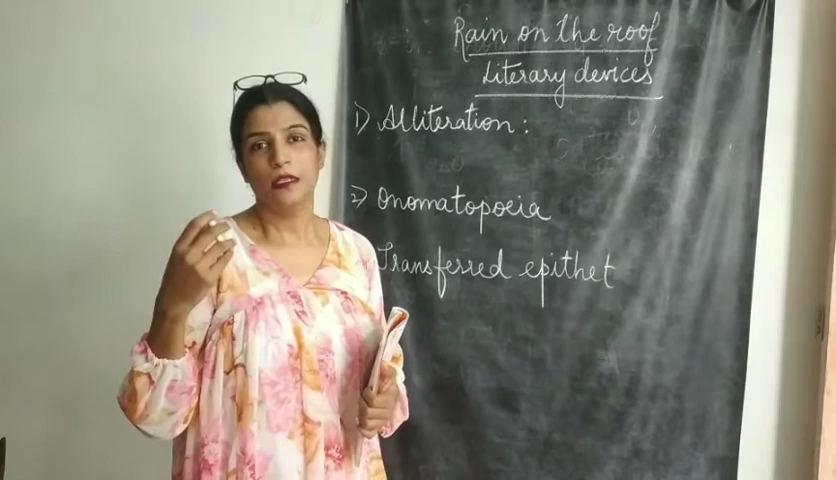 Rain on the roof
Literary devices
1) Alliteration:
2) Onomatopoeia
Transferred epithet